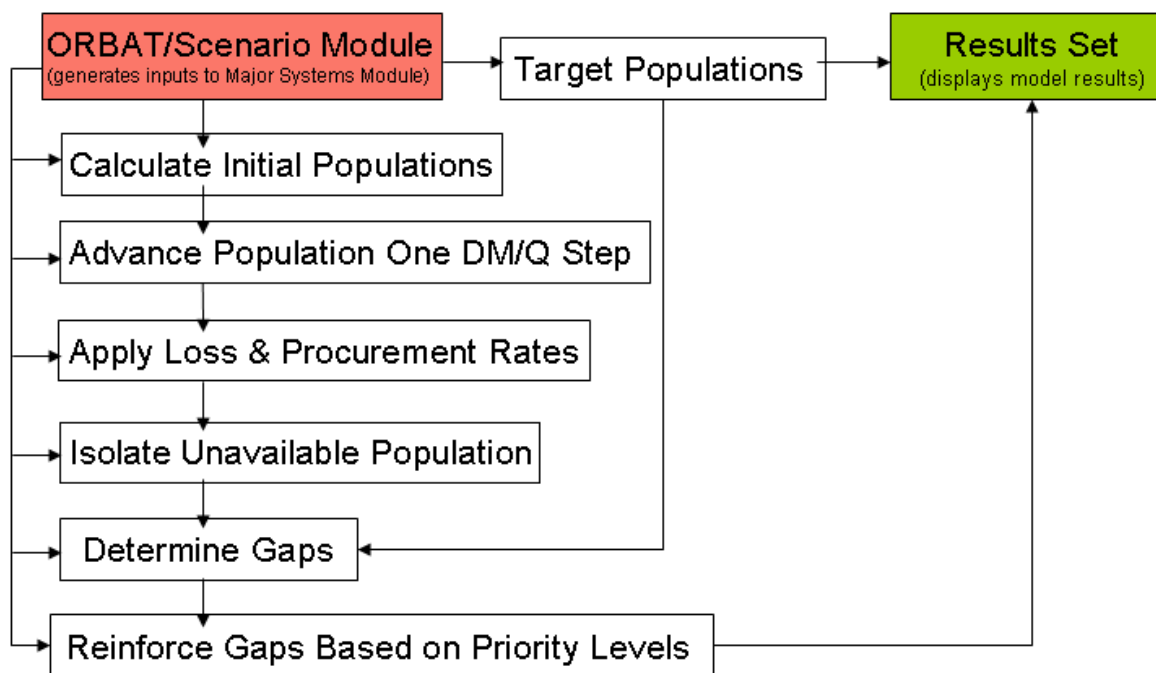 ORBAT/Scenario Module
(generates inputs to Major Systems Module)
Target Populations
Results Set
(displays model results)
Calculate Initial Populations
Advance Population One DM/Q Step
Apply Loss & Procurement Rates
Isolate Unavailable Population
Determine Gaps
Reinforce Gaps Based on Priority Levels